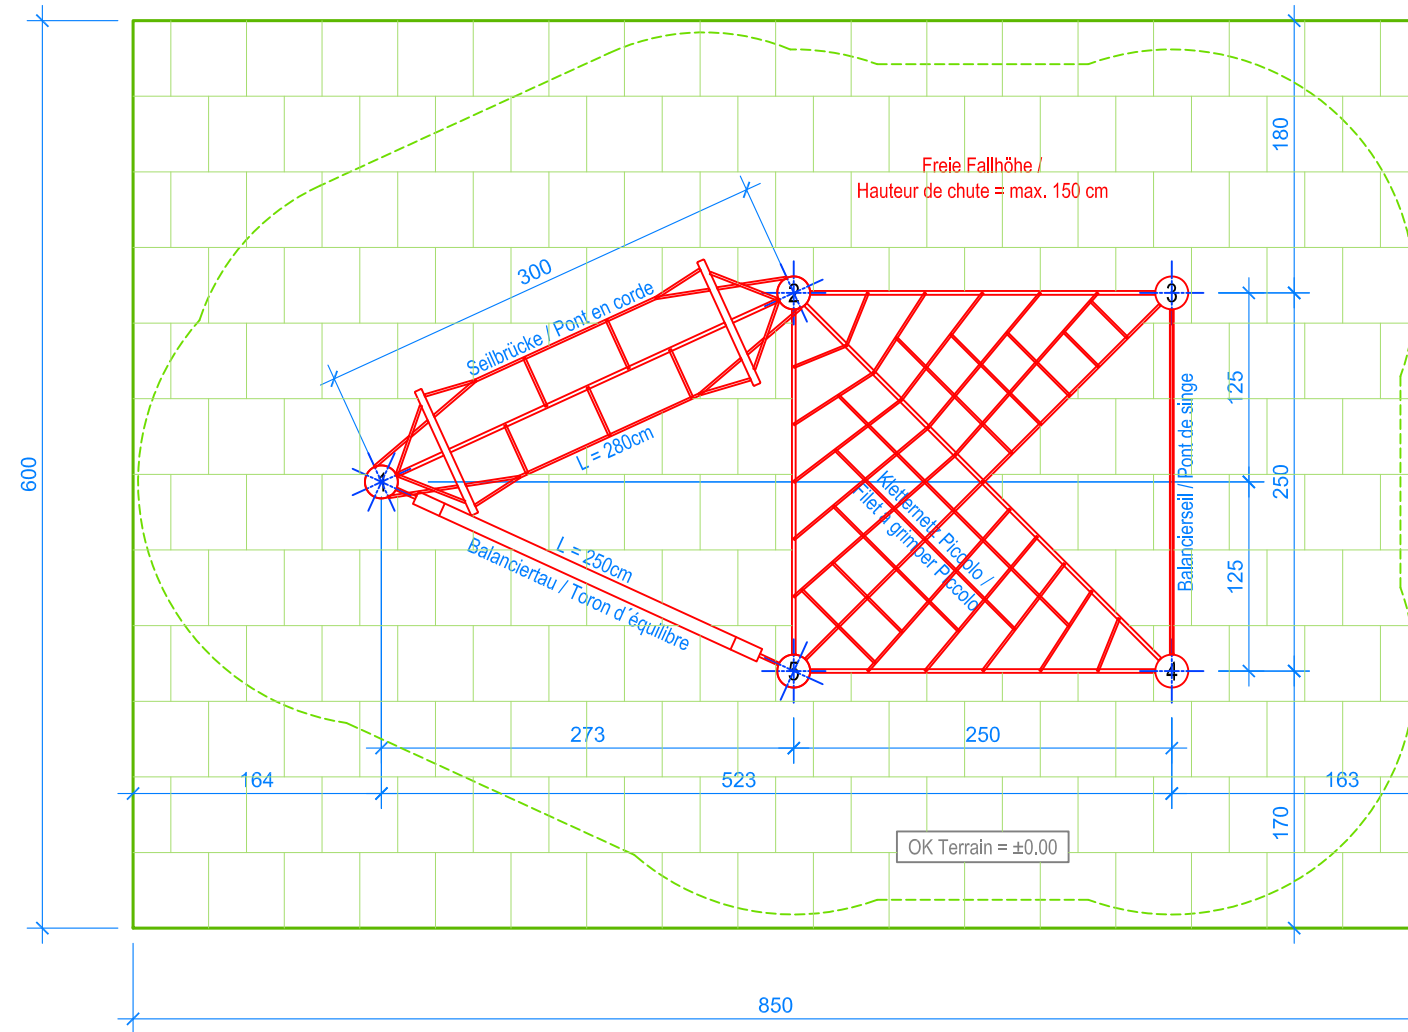 180
Freie Fallhöhe /
Hauteur de chute = max. 150 cm
300
Seilbrücke / Pont en corde
2
3
125
Balancierseil / Pont de singe
600
L = 280cm
1
250
Kletternetz Piccolo /
Filet à grimper Piccolo
L = 250cm
Balanciertau / Toron d´équilibre
125
5
4
273
250
164
523
163
170
OK Terrain = ±0.00
850